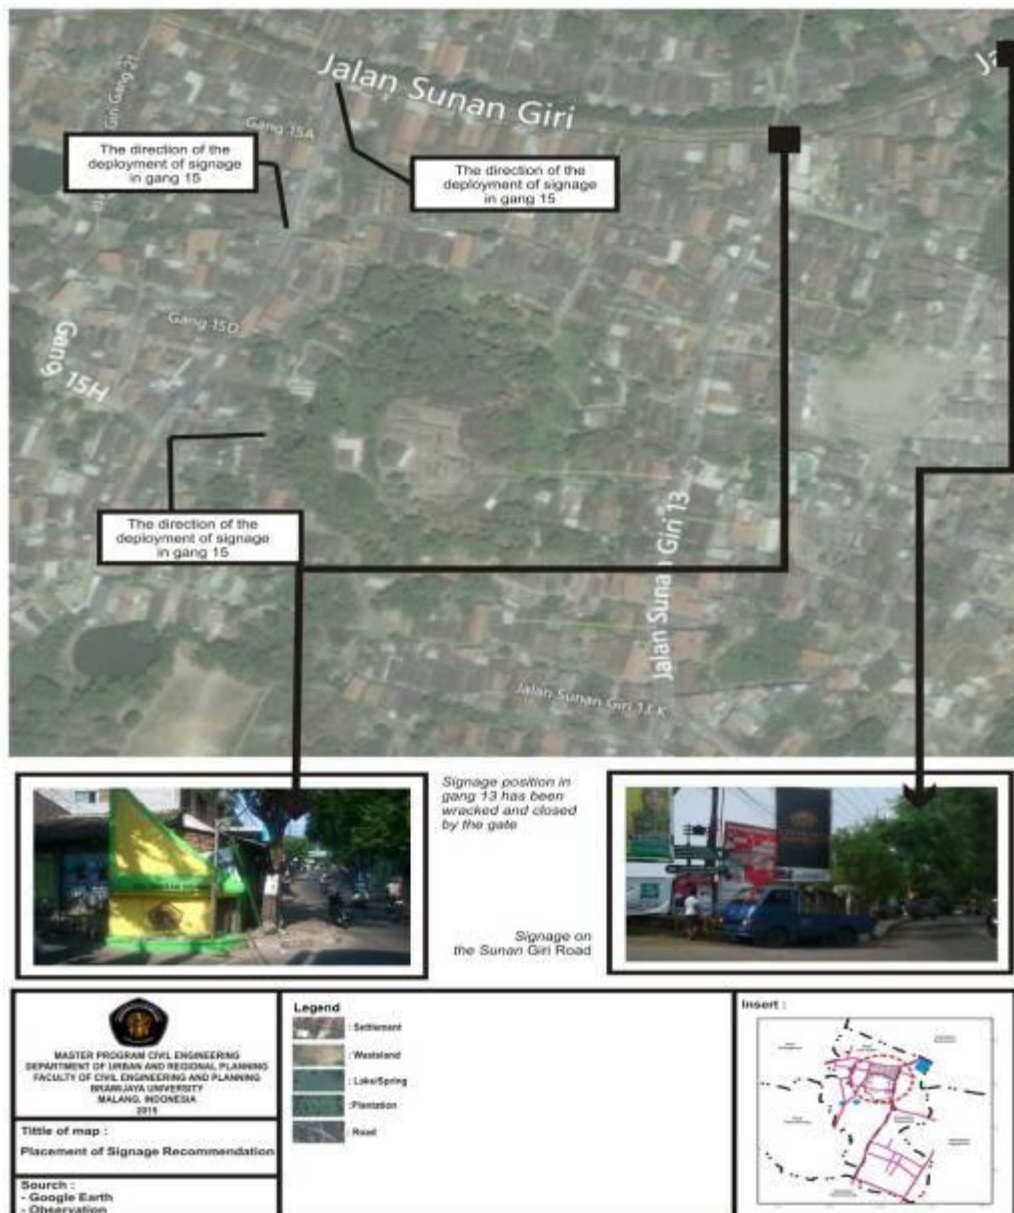 Jalan Sunan Giri
Ja
Giri Gang 21
Gang 15A
The direction of the
deployment of signage
in gang 15
The direction of the
deployment of signage
in gang 15
Gang 15D
Gang 15H
The direction of the
deployment of signage
in gang 15
Jalan Sunan Giri 13
Jalan Sunan Giri 13 K
Signage position in
gang 13 has been
wracked and closed
by the gate
Signage on
the Sunan Giri Road
MASTER PROGRAM CIVIL ENGINEERING
DEPARTMENT OF URBAN AND REGIONAL PLANNING
FACULTY OF CIVIL ENGINEERING AND PLANNING
BRAWIJAYA UNIVERSITY
MALANG, INDONESIA
2015
Tittle of map :
Placement of Signage Recommendation
Sourch :
- Google Earth
- Observation
Legend
: Settlement
: Wasteland
: Lake/Spring
: Plantation
: Road
Insert :